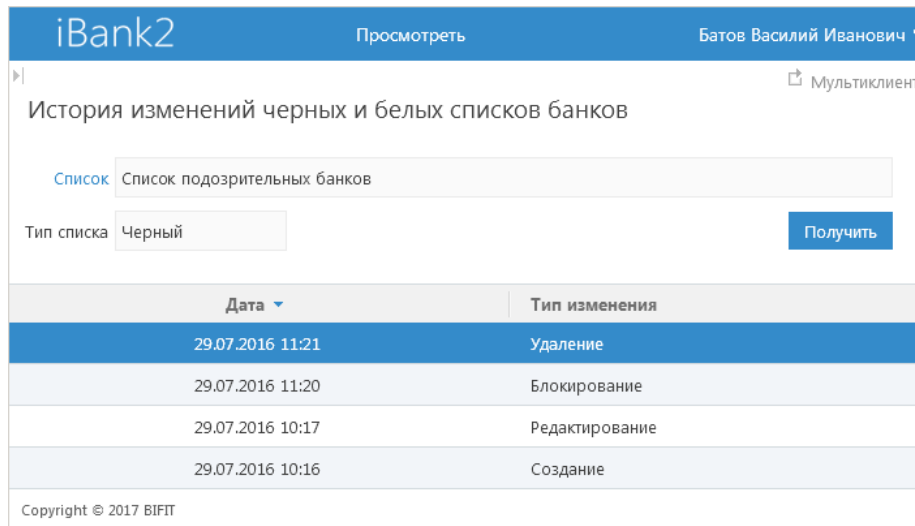 iBank2 Просмотреть Батов Василий Иванович
Мультиклиент
История изменений черных и белых списков банков
Список Список подозрительных банков
Тип списка Черный Получить
Дата Тип изменения
29.07.2016 11:21 Удаление
29.07.2016 11:20 Блокирование
29.07.2016 10:17 Редактирование
29.07.2016 10:16 Создание
Copyright © 2017 BIFIT